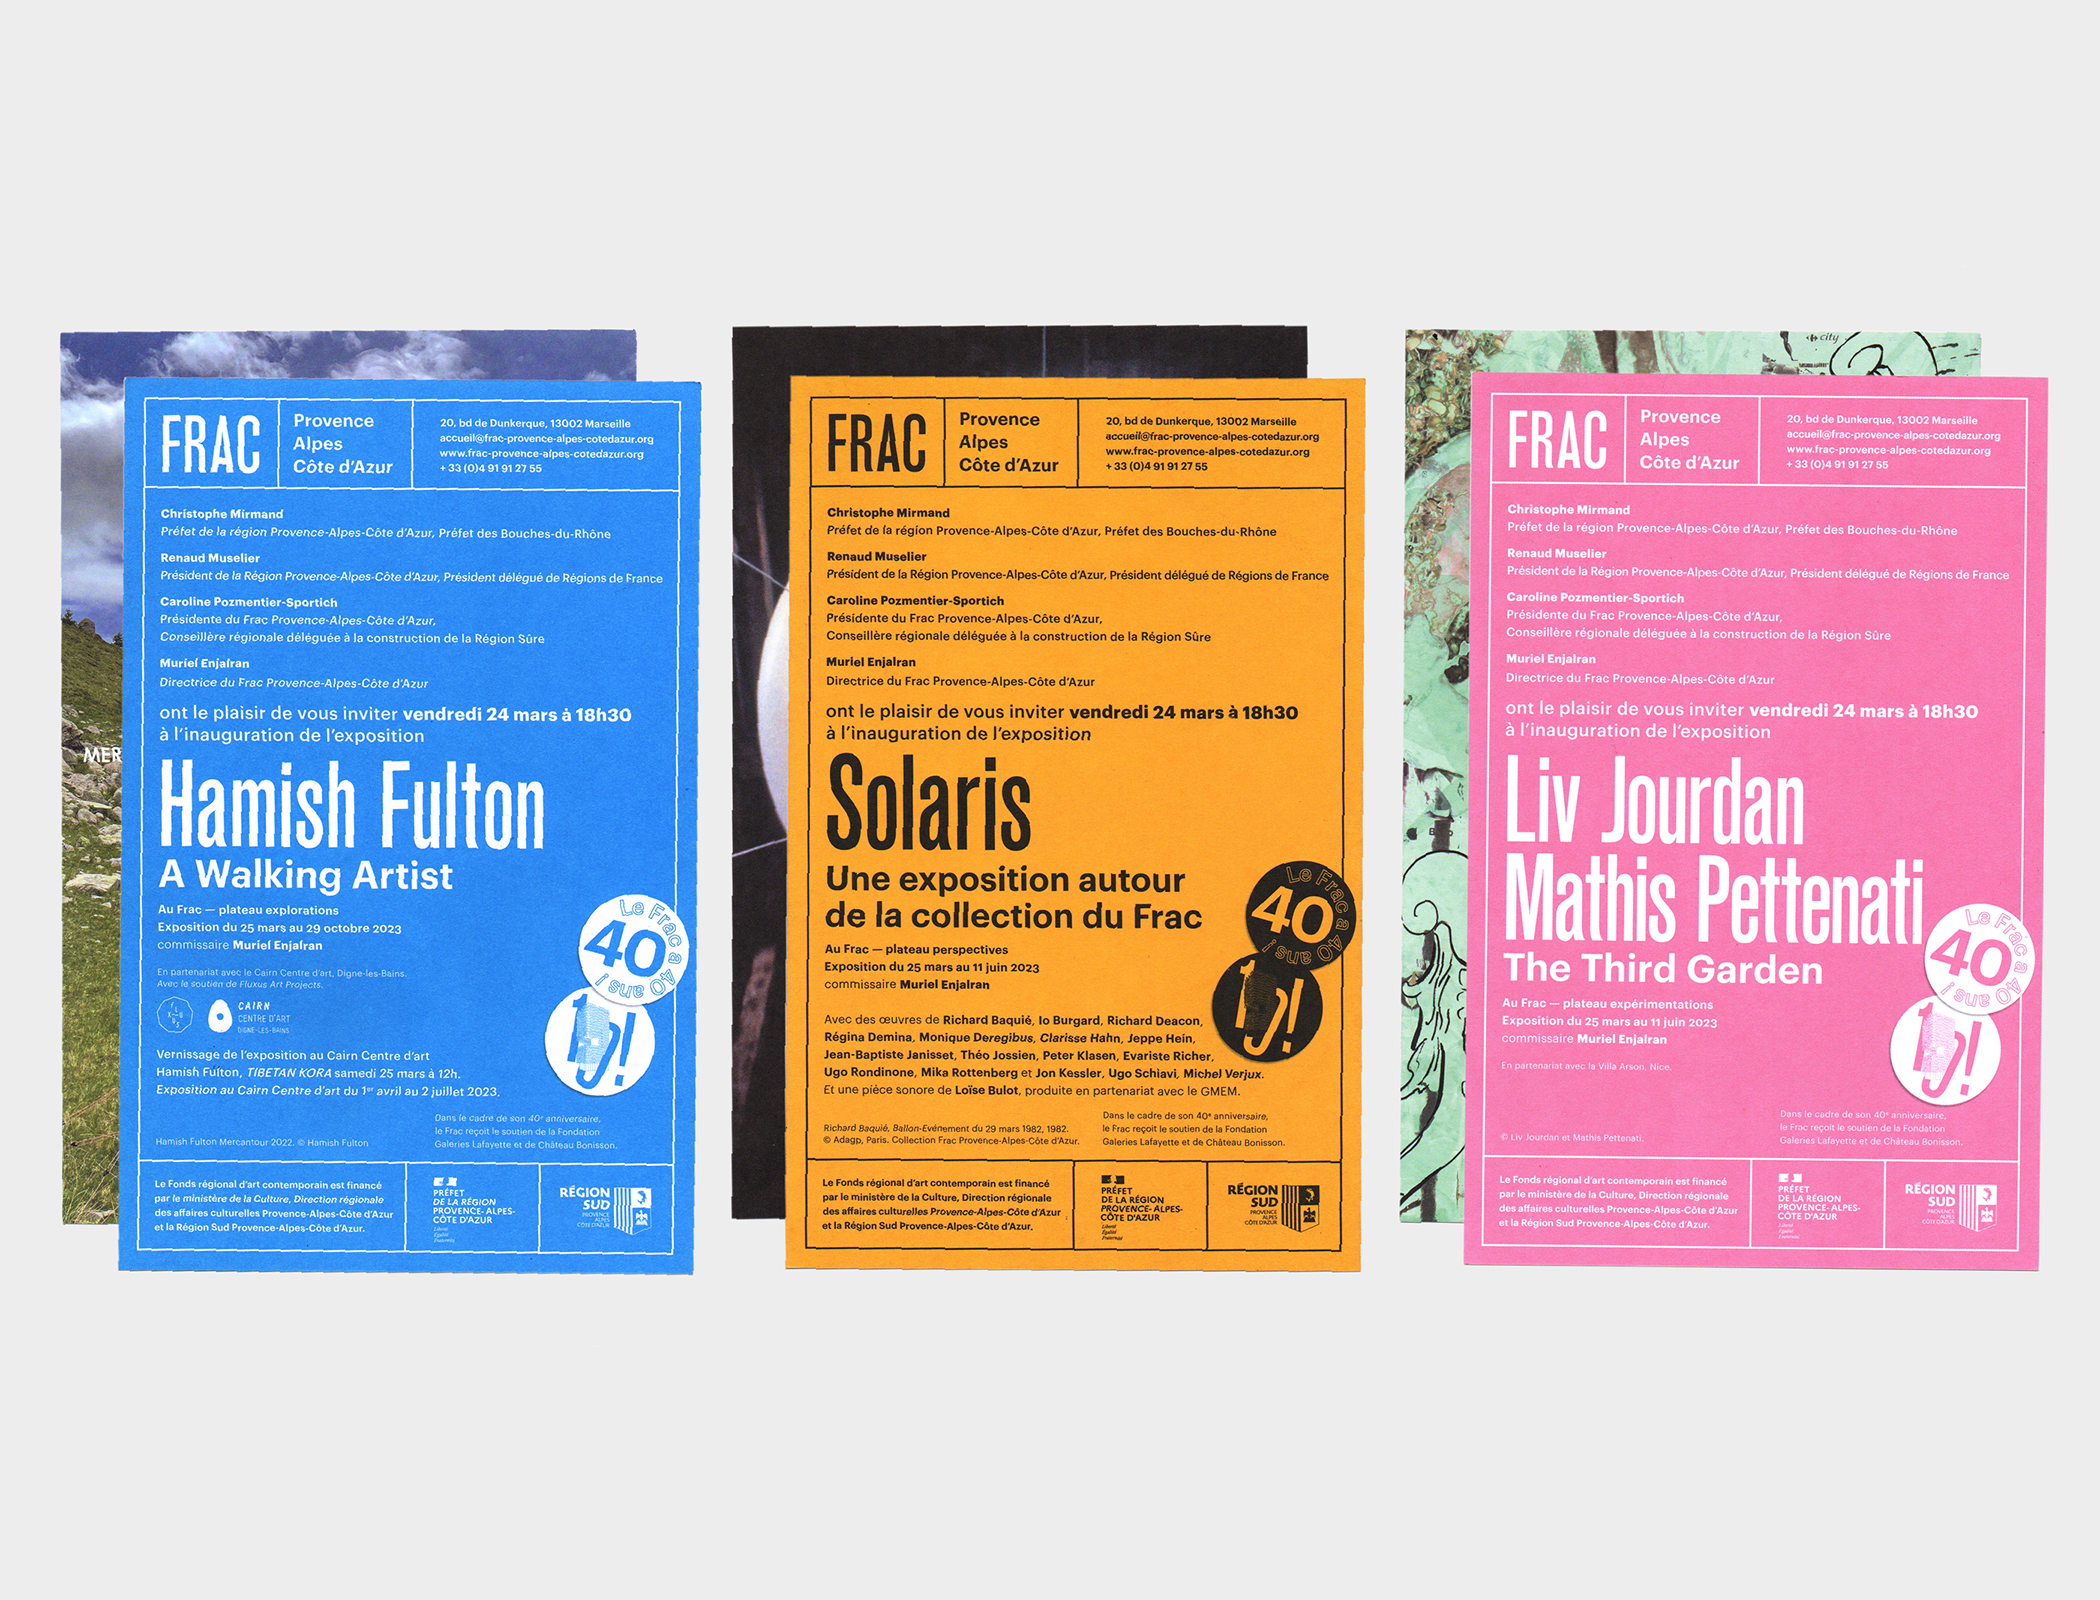 MER
FRAC
Provence
Alpes
Côte d'Azur
20, bd de Dunkerque, 13002 Marseille
accueil@frac-provence-alpes-cotedazur.org
www.frac-provence-alpes-cotedazur.org
+ 33 (0)4 91 91 27 55
Christophe Mirmand
Préfet de la région Provence-Alpes-Côte d'Azur, Préfet des Bouches-du-Rhône
Renaud Muselier
Président de la Région Provence-Alpes-Côte d'Azur, Président délégué de Régions de France
Caroline Pozmentier-Sportich
Présidente du Frac Provence-Alpes-Côte d'Azur,
Conseillère régionale déléguée à la construction de la Région Sûre
Muriel Enjalran
Directrice du Frac Provence-Alpes-Côte d'Azur
ont le plaisir de vous inviter vendredi 24 mars à 18h30
à l'inauguration de l'exposition
Hamish Fulton
A Walking Artist
Au Frac — plateau explorations
Exposition du 25 mars au 29 octobre 2023
commissaire Muriel Enjalran
En partenariat avec le Cairn Centre d'art, Digne-les-Bains.
Avec le soutien de Fluxus Art Projects.
CAIRN
CENTRE D'ART
DIGNE-LES-BAINS
Le Frac a 40 ans !
40
Vernissage de l'exposition au Cairn Centre d'art
Hamish Fulton, TIBETAN KORA samedi 25 mars à 12h.
Exposition au Cairn Centre d'art du 1er avril au 2 juillet 2023.
Hamish Fulton Mercantour 2022. © Hamish Fulton
Dans le cadre de son 40e anniversaire,
le Frac reçoit le soutien de la Fondation
Galeries Lafayette et de Château Bonisson.
Le Fonds régional d'art contemporain est financé
par le ministère de la Culture, Direction régionale
des affaires culturelles Provence-Alpes-Côte d'Azur
et la Région Sud Provence-Alpes-Côte d'Azur.
PRÉFET
DE LA RÉGION
PROVENCE-ALPES-
CÔTE D'AZUR
Liberté
Égalité
Fraternité
RÉGION
SUD
PROVENCE
ALPES
CÔTE D'AZUR
FRAC
Provence
Alpes
Côte d'Azur
20, bd de Dunkerque, 13002 Marseille
accueil@frac-provence-alpes-cotedazur.org
www.frac-provence-alpes-cotedazur.org
+ 33 (0)4 91 91 27 55
Christophe Mirmand
Préfet de la région Provence-Alpes-Côte d'Azur, Préfet des Bouches-du-Rhône
Renaud Muselier
Président de la Région Provence-Alpes-Côte d'Azur, Président délégué de Régions de France
Caroline Pozmentier-Sportich
Présidente du Frac Provence-Alpes-Côte d'Azur,
Conseillère régionale déléguée à la construction de la Région Sûre
Muriel Enjalran
Directrice du Frac Provence-Alpes-Côte d'Azur
ont le plaisir de vous inviter vendredi 24 mars à 18h30
à l'inauguration de l'exposition
Solaris
Une exposition autour
de la collection du Frac
Au Frac — plateau perspectives
Exposition du 25 mars au 11 juin 2023
commissaire Muriel Enjalran
Le Frac a 40 ans !
40
Avec des œuvres de Richard Baquié, Io Burgard, Richard Deacon,
Régina Demina, Monique Deregibus, Clarisse Hahn, Jeppe Hein,
Jean-Baptiste Janisset, Théo Jossien, Peter Klasen, Evariste Richer,
Ugo Rondinone, Mika Rottenberg et Jon Kessler, Ugo Schiavi, Michel Verjux.
Et une pièce sonore de Loïse Bulot, produite en partenariat avec le GMEM.
Richard Baquié, Ballon-Evénement du 29 mars 1982, 1982.
© Adagp, Paris. Collection Frac Provence-Alpes-Côte d'Azur.
Dans le cadre de son 40e anniversaire,
le Frac reçoit le soutien de la Fondation
Galeries Lafayette et de Château Bonisson.
Le Fonds régional d'art contemporain est financé
par le ministère de la Culture, Direction régionale
des affaires culturelles Provence-Alpes-Côte d'Azur
et la Région Sud Provence-Alpes-Côte d'Azur.
PRÉFET
DE LA RÉGION
PROVENCE-ALPES-
CÔTE D'AZUR
Liberté
Égalité
Fraternité
RÉGION
SUD
PROVENCE
ALPES
CÔTE D'AZUR
city
FRAC
Provence
Alpes
Côte d'Azur
20, bd de Dunkerque, 13002 Marseille
accueil@frac-provence-alpes-cotedazur.org
www.frac-provence-alpes-cotedazur.org
+ 33 (0)4 91 91 27 55
Christophe Mirmand
Préfet de la région Provence-Alpes-Côte d'Azur, Préfet des Bouches-du-Rhône
Renaud Muselier
Président de la Région Provence-Alpes-Côte d'Azur, Président délégué de Régions de France
Caroline Pozmentier-Sportich
Présidente du Frac Provence-Alpes-Côte d'Azur,
Conseillère régionale déléguée à la construction de la Région Sûre
Muriel Enjalran
Directrice du Frac Provence-Alpes-Côte d'Azur
ont le plaisir de vous inviter vendredi 24 mars à 18h30
à l'inauguration de l'exposition
Liv Jourdan
Mathis Pettenati
The Third Garden
Au Frac — plateau expérimentations
Exposition du 25 mars au 11 juin 2023
commissaire Muriel Enjalran
En partenariat avec la Villa Arson, Nice.
Le Frac a 40 ans !
40
© Liv Jourdan et Mathis Pettenati.
Dans le cadre de son 40e anniversaire,
le Frac reçoit le soutien de la Fondation
Galeries Lafayette et de Château Bonisson.
Le Fonds régional d'art contemporain est financé
par le ministère de la Culture, Direction régionale
des affaires culturelles Provence-Alpes-Côte d'Azur
et la Région Sud Provence-Alpes-Côte d'Azur.
PRÉFET
DE LA RÉGION
PROVENCE-ALPES-
CÔTE D'AZUR
Liberté
Égalité
Fraternité
RÉGION
SUD
PROVENCE
ALPES
CÔTE D'AZUR